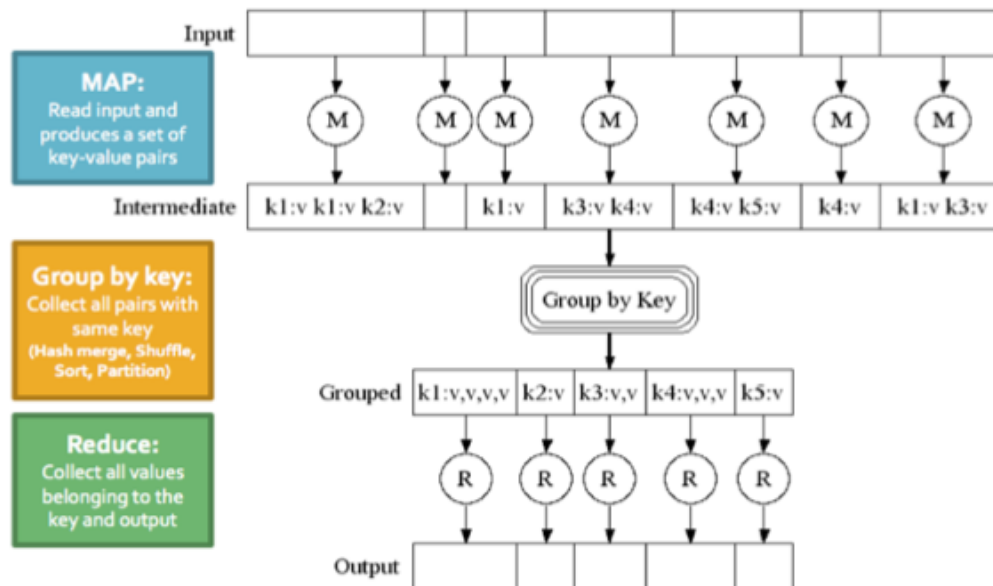 Input
MAP:
Read input and
produces a set of
key-value pairs
M M M M M M M
Intermediate
k1:v k1:v k2:v
k1:v
k3:v k4:v
k4:v k5:v
k4:v
k1:v k3:v
Group by key:
Collect all pairs with
same key
(Hash merge, Shuffle,
Sort, Partition)
Group by Key
Grouped
k1:v,v,v,v
k2:v
k3:v,v
k4:v,v,v
k5:v
Reduce:
Collect all values
belonging to the
key and output
R R R R R
Output